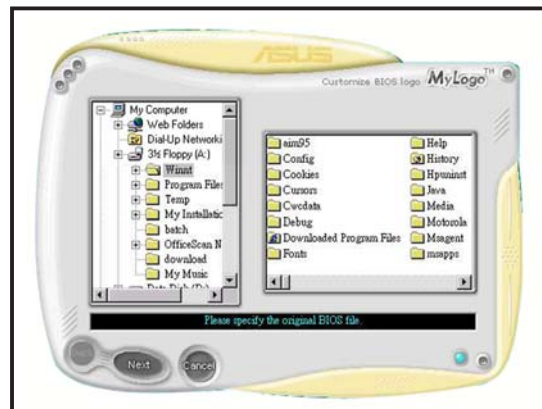 ASUS
Customize BIOS logo MyLogo™
My Computer
Web Folders
Dial-Up Networki
3½ Floppy (A:)
Winnt
Program Files
Temp
My Installatic
batch
OfficeScan N
download
My Music
Data Disk (D:)
aim95
Config
Cookies
Cursors
Cwcdata
Debug
Downloaded Program Files
Fonts
Help
History
Hpuninst
Java
Media
Motorola
Msagent
msapps
Please specify the original BIOS file.
Next
Cancel